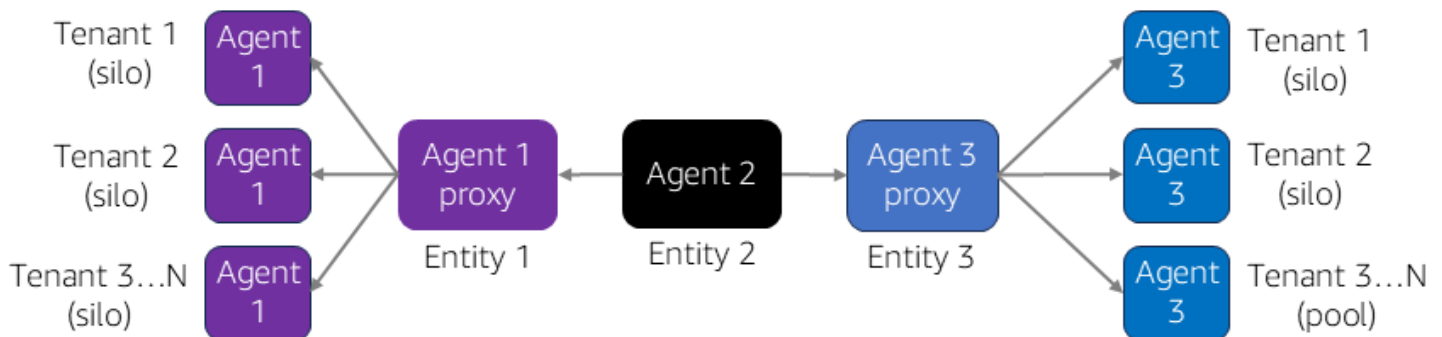 Tenant 1
(silo)
Agent
1
Agent
3
Tenant 1
(silo)
Tenant 2
(silo)
Agent
1
Agent 1
proxy
Entity 1
Agent 2
Entity 2
Agent 3
proxy
Entity 3
Agent
3
Tenant 2
(silo)
Tenant 3...N
(silo)
Agent
1
Agent
3
Tenant 3...N
(pool)